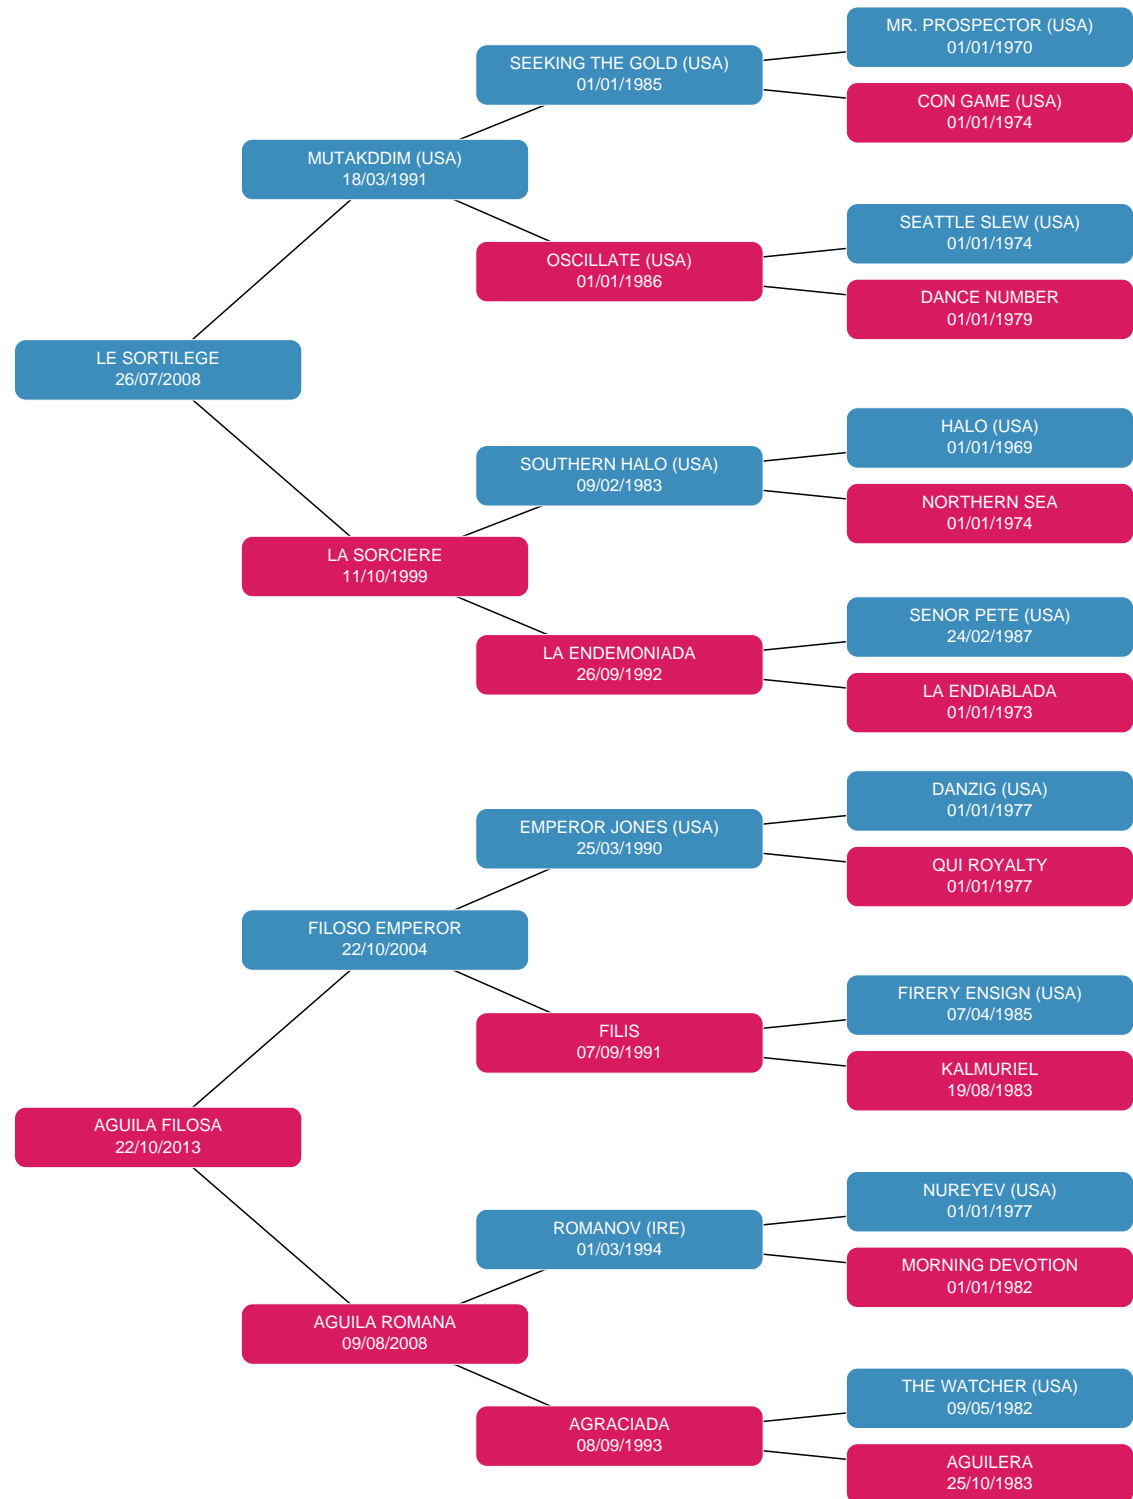 MR. PROSPECTOR (USA)
01/01/1970
SEEKING THE GOLD (USA)
01/01/1985
CON GAME (USA)
01/01/1974
MUTAKDDIM (USA)
18/03/1991
SEATTLE SLEW (USA)
01/01/1974
OSCILLATE (USA)
01/01/1986
DANCE NUMBER
01/01/1979
LE SORTILEGE
26/07/2008
HALO (USA)
01/01/1969
SOUTHERN HALO (USA)
09/02/1983
NORTHERN SEA
01/01/1974
LA SORCIERE
11/10/1999
SENOR PETE (USA)
24/02/1987
LA ENDEMONIADA
26/09/1992
LA ENDIABLADA
01/01/1973
DANZIG (USA)
01/01/1977
EMPEROR JONES (USA)
25/03/1990
QUI ROYALTY
01/01/1977
FILOSO EMPEROR
22/10/2004
FIRERY ENSIGN (USA)
07/04/1985
FILIS
07/09/1991
KALMURIEL
19/08/1983
AGUILA FILOSA
22/10/2013
NUREYEV (USA)
01/01/1977
ROMANOV (IRE)
01/03/1994
MORNING DEVOTION
01/01/1982
AGUILA ROMANA
09/08/2008
THE WATCHER (USA)
09/05/1982
AGRACIADA
08/09/1993
AGUILERA
25/10/1983